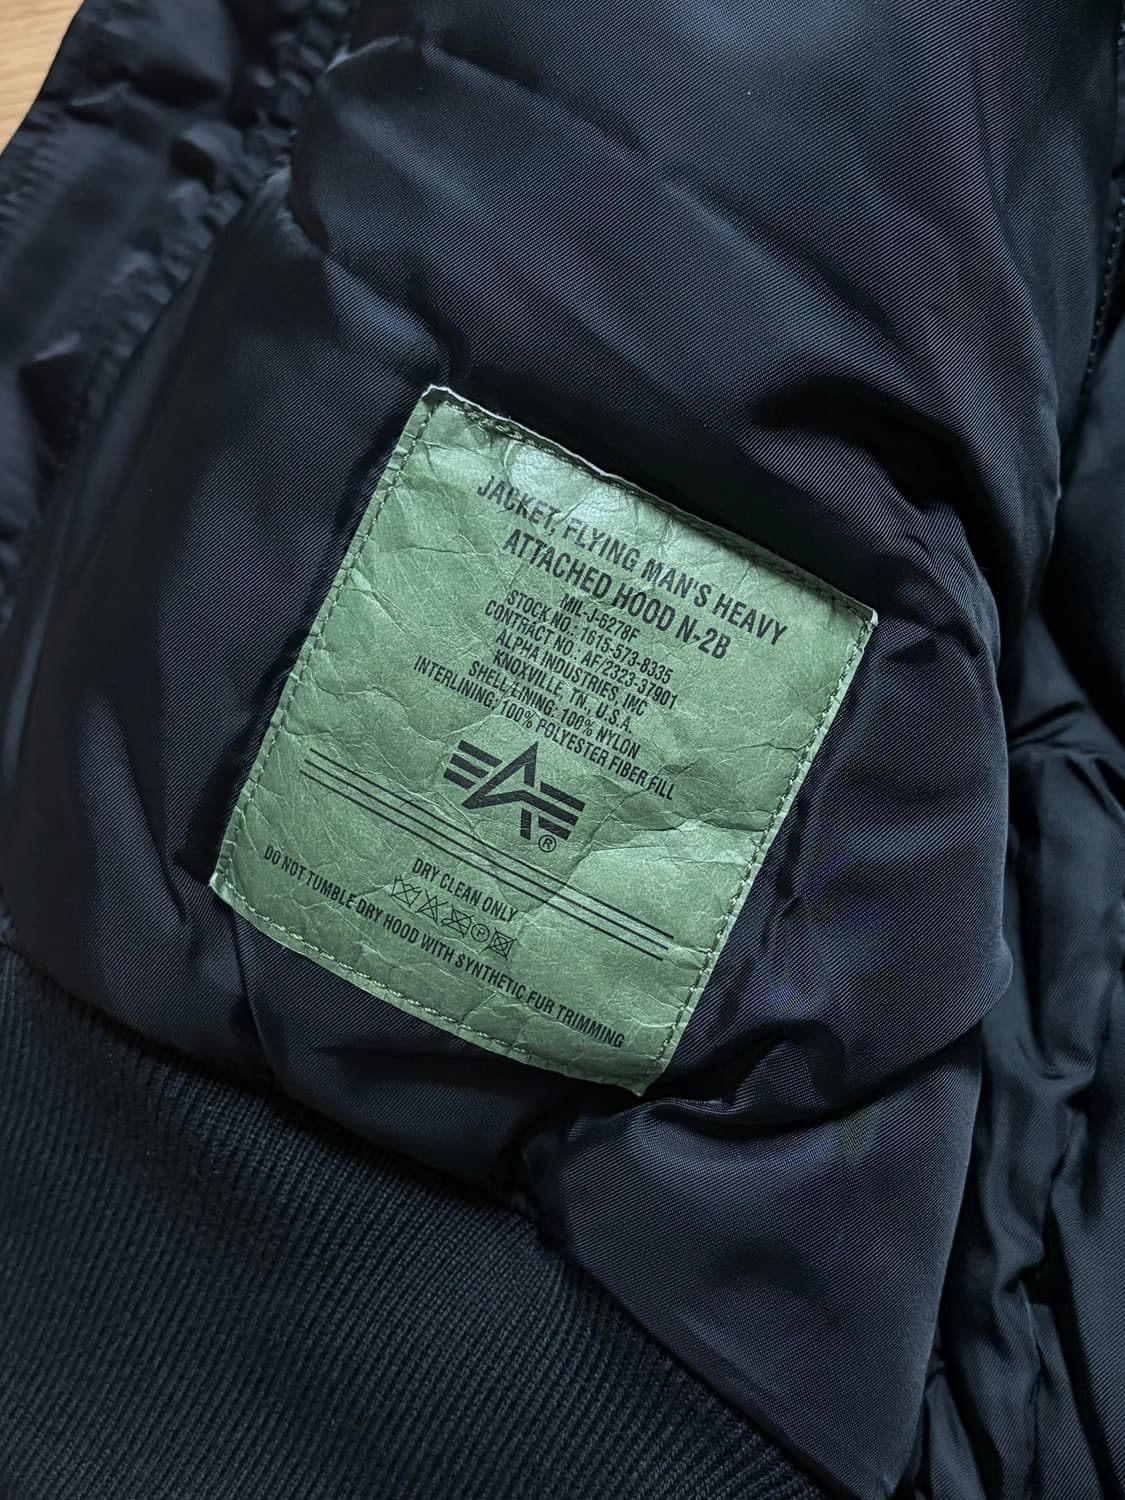 JACKET, FLYING MAN'S HEAVY
ATTACHED HOOD N-2B
MIL-J-6278F
STOCK NO.: 1615-573-8335
CONTRACT NO.: AF/2323-37901
ALPHA INDUSTRIES, INC
KNOXVILLE, TN., U.S.A.
SHELL/LINING: 100% NYLON
INTERLINING: 100% POLYESTER FIBER FILL
®
DRY CLEAN ONLY
P
DO NOT TUMBLE DRY HOOD WITH SYNTHETIC FUR TRIMMING